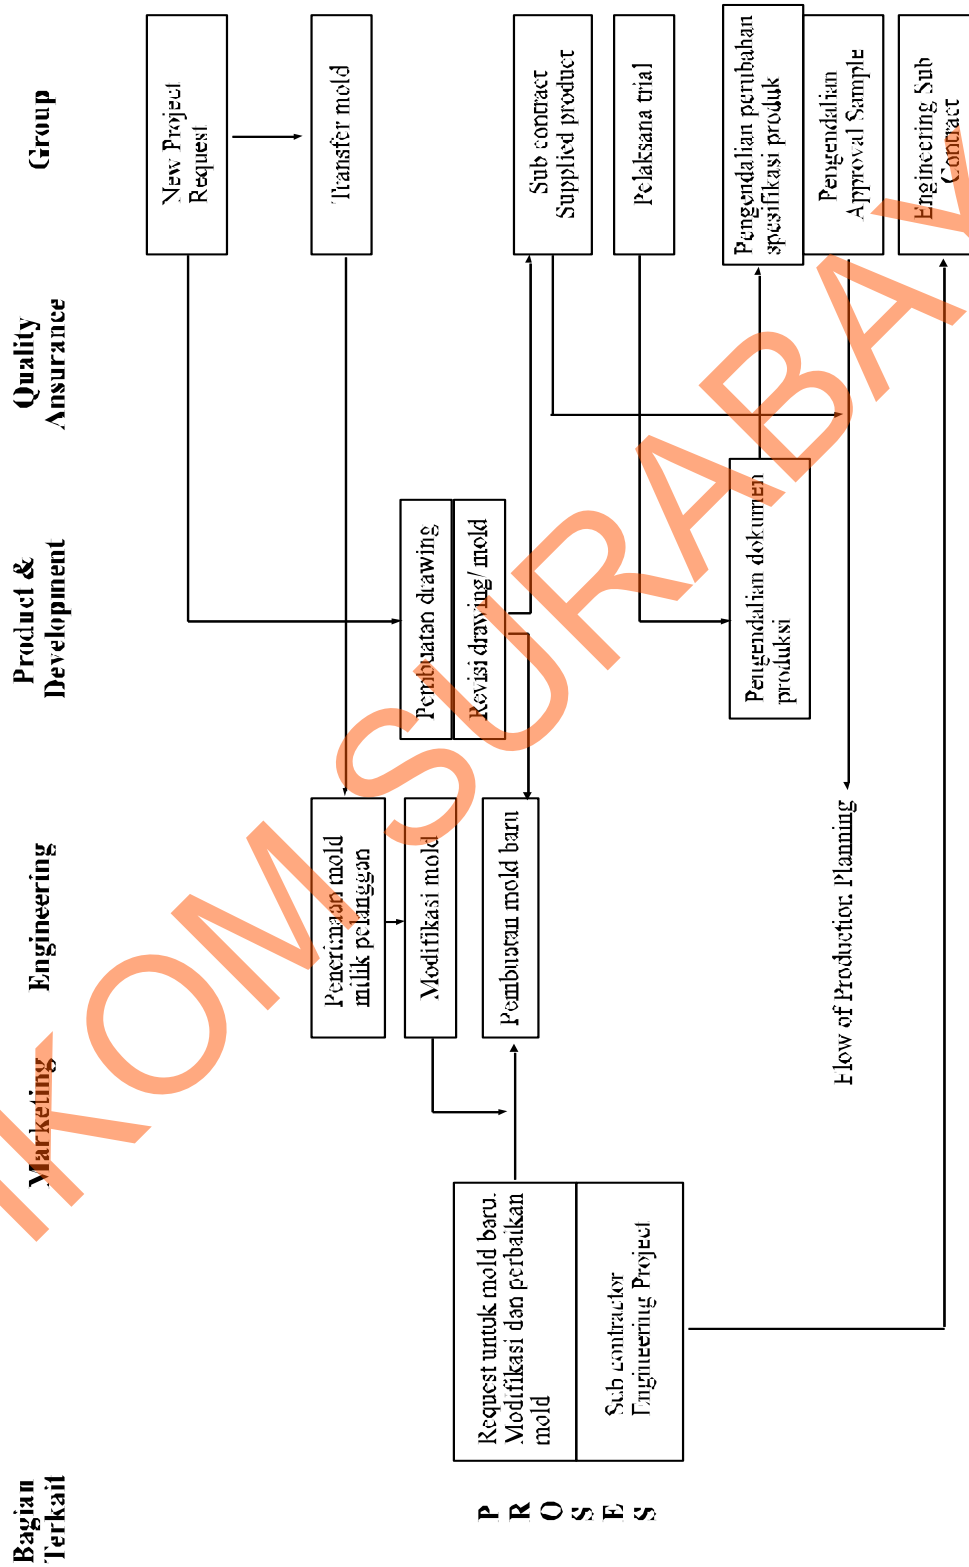 Bagian
Terkait
Marketing
Engineering
Product &
Development
Quality
Ansurance
Group
P
R
O
S
E
S
New Project
Request
Transfer mold
Penerimaan mold
milik pelanggan
Modifikasi mold
Pembuatan drawing
Revisi drawing/ mold
Request untuk mold baru.
Modifikasi dan perbaikan
mold
Pembuatan mold baru
Sub contract
Supplied product
Sub contractor
Engineering Project
Pelaksana trial
Pengendalian dokumen
produksi
Pengendalian perubahan
spesifikasi produk
Pengendalian
Approval Sample
Flow of Production Planning
Engineering Sub
Contract
IKOM SURABAY